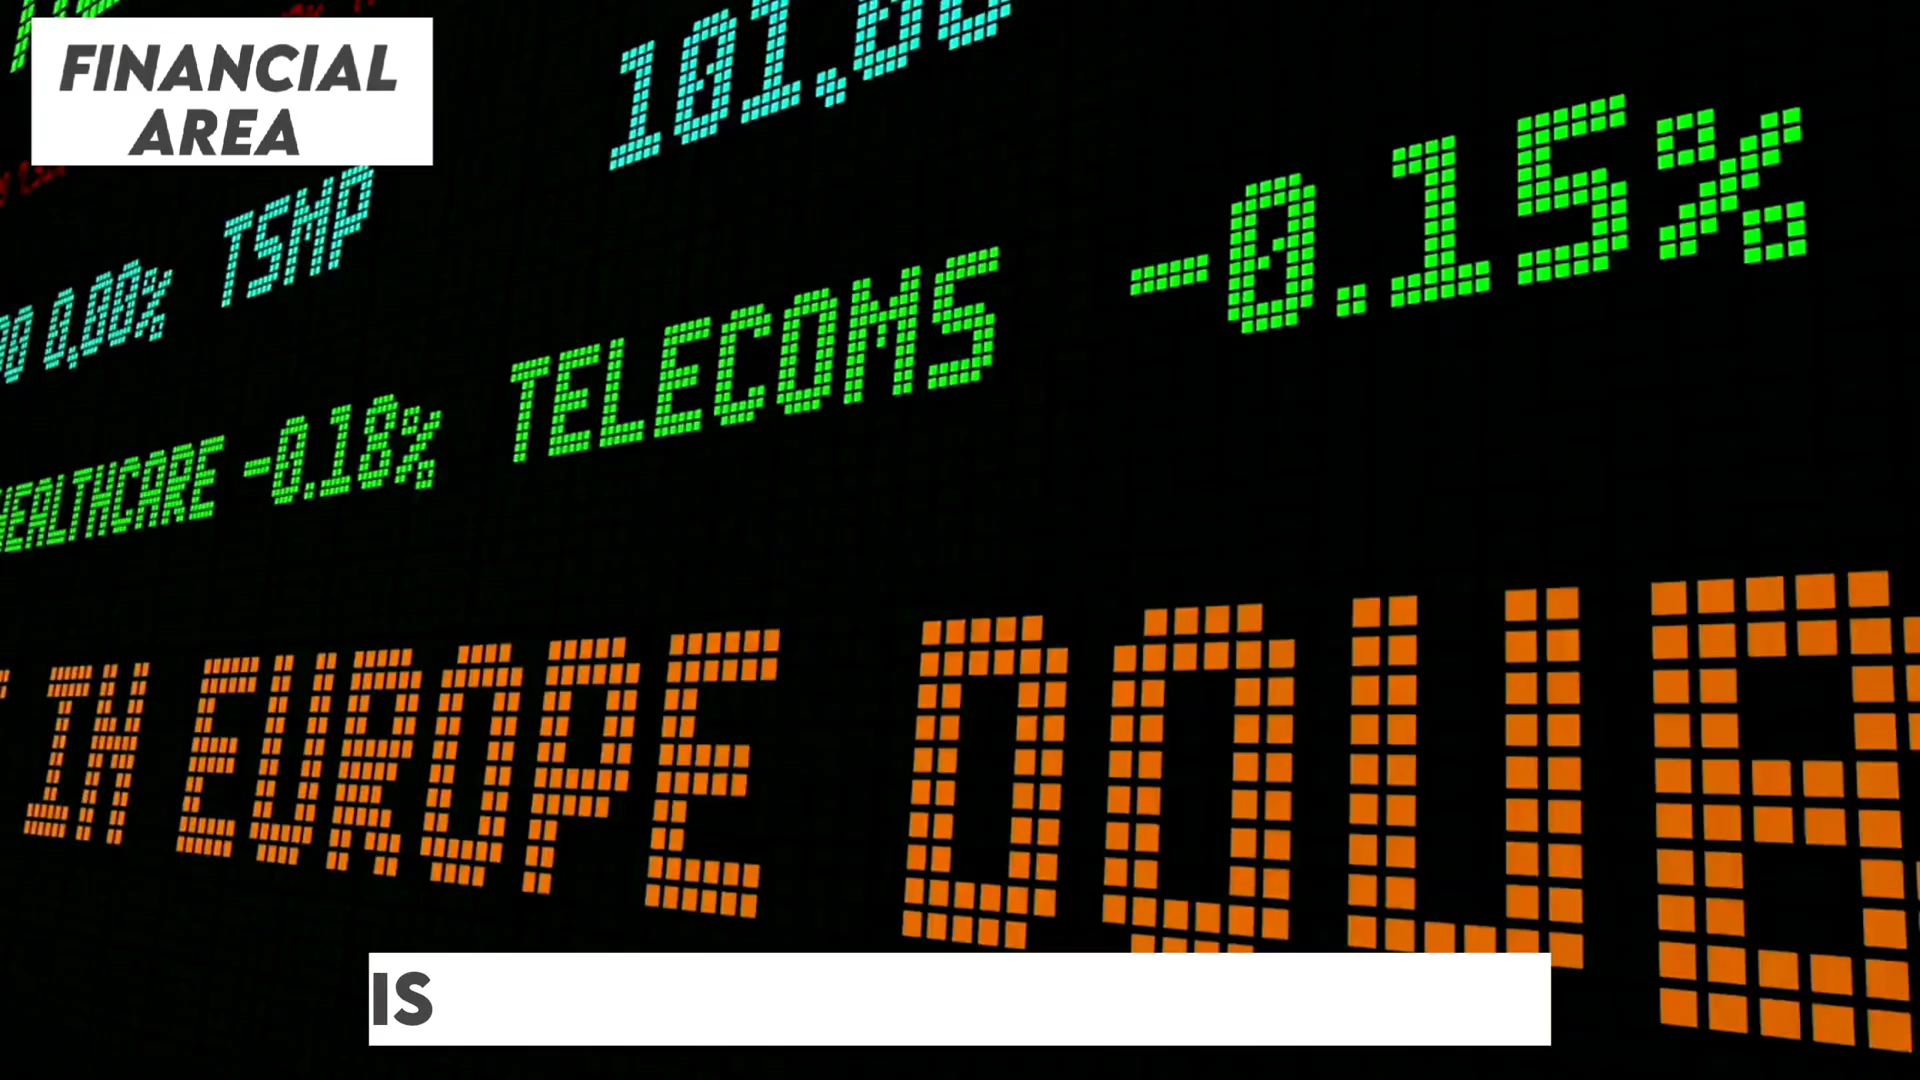 FINANCIAL
AREA
101,00
TSMP
0,00%
TELECOMS -0.15%
HEALTHCARE -0.18%
IN EUROPE DOUB
IS